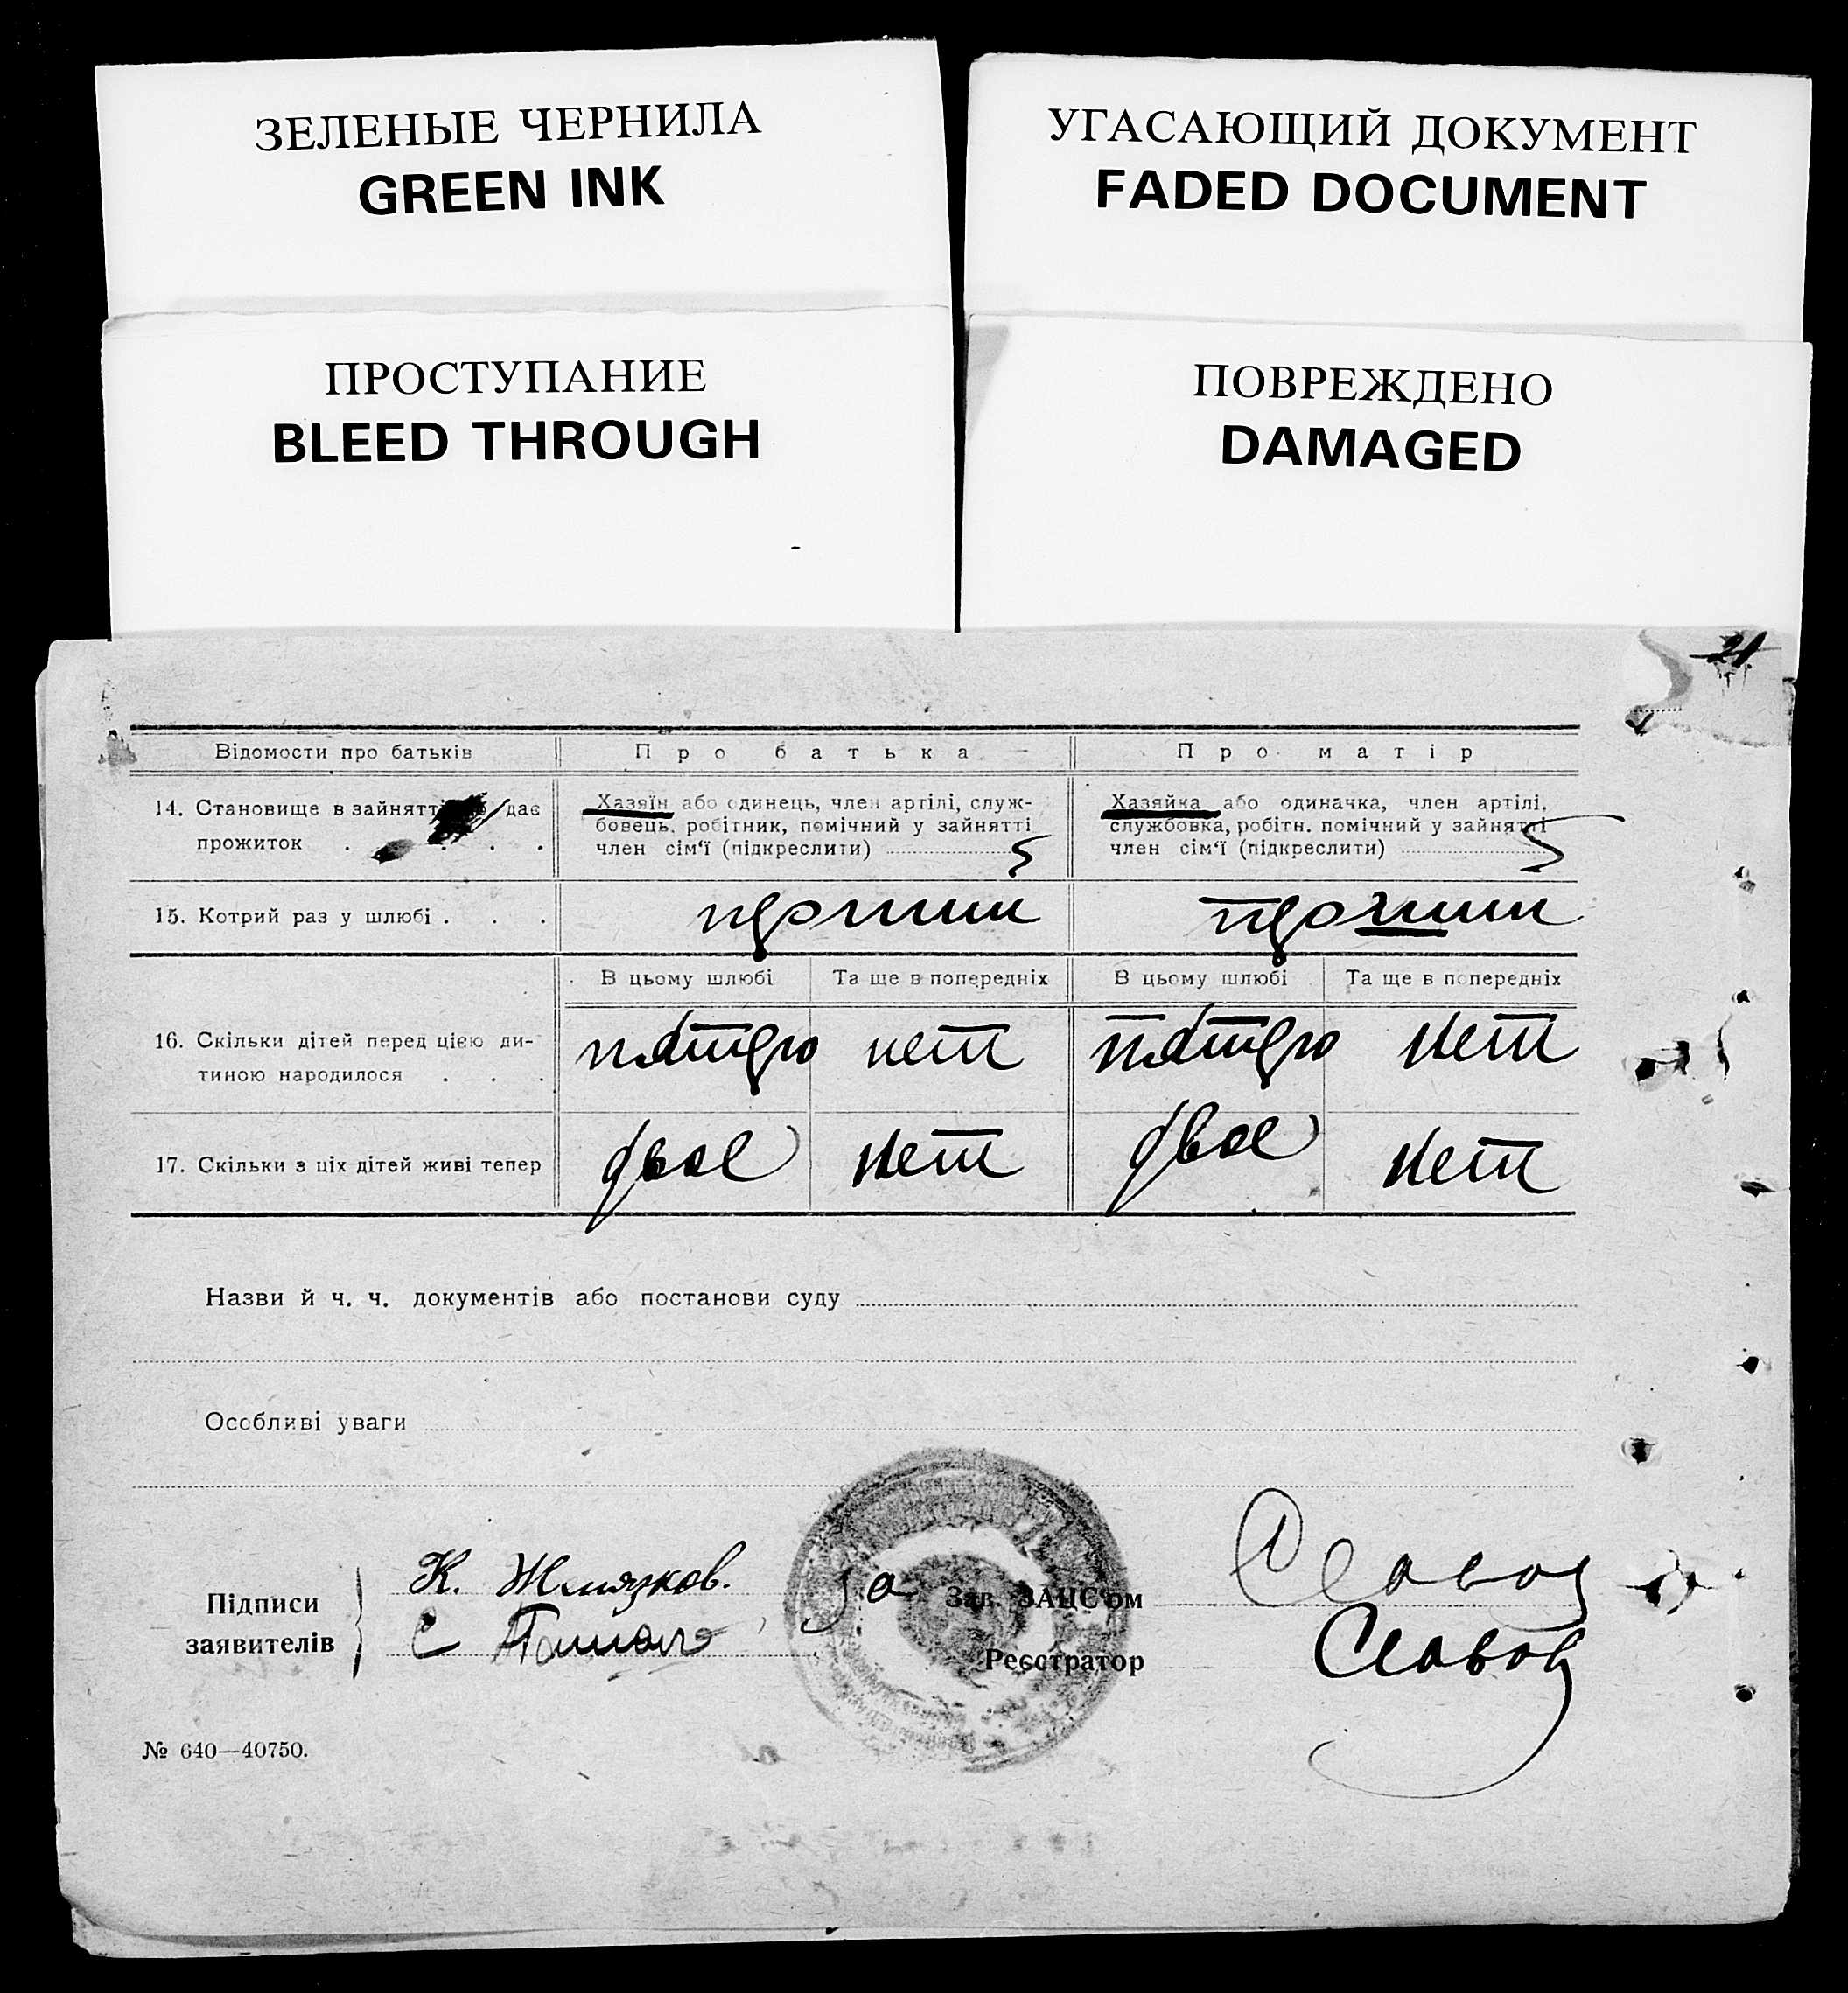 ЗЕЛЕНЫЕ ЧЕРНИЛА
GREEN INK
УГАСАЮЩИЙ ДОКУМЕНТ
FADED DOCUMENT
ПРОСТУПАНИЕ
BLEED THROUGH
ПОВРЕЖДЕНО
DAMAGED
21
Відомости про батьків
Про батька
Про матір
14. Становище в зайнятті дає
прожиток . . . .
Хазяїн або одинець, член артілі, служ-
бовець, робітник, помічний у зайнятті
член сім'ї (підкреслити) 5
Хазяйка або одиначка, член артілі,
службовка, робітн. помічний у зайнятті
член сім'ї (підкреслити) 5
15. Котрий раз у шлюбі . . .
В цьому шлюбі
Та ще в попередніх
В цьому шлюбі
Та ще в попередніх
16. Скільки дітей перед цією ди-
тиною народилося . . .
нет
нет
17. Скільки з ціх дітей живі тепер
двое
нет
двое
нет
Назви й ч. ч. документів або постанови суду
Особливі уваги
Підписи
заявителів
К.
С
за Зав. ЗАЦС'ом
Реєстратор
№ 640—40750.